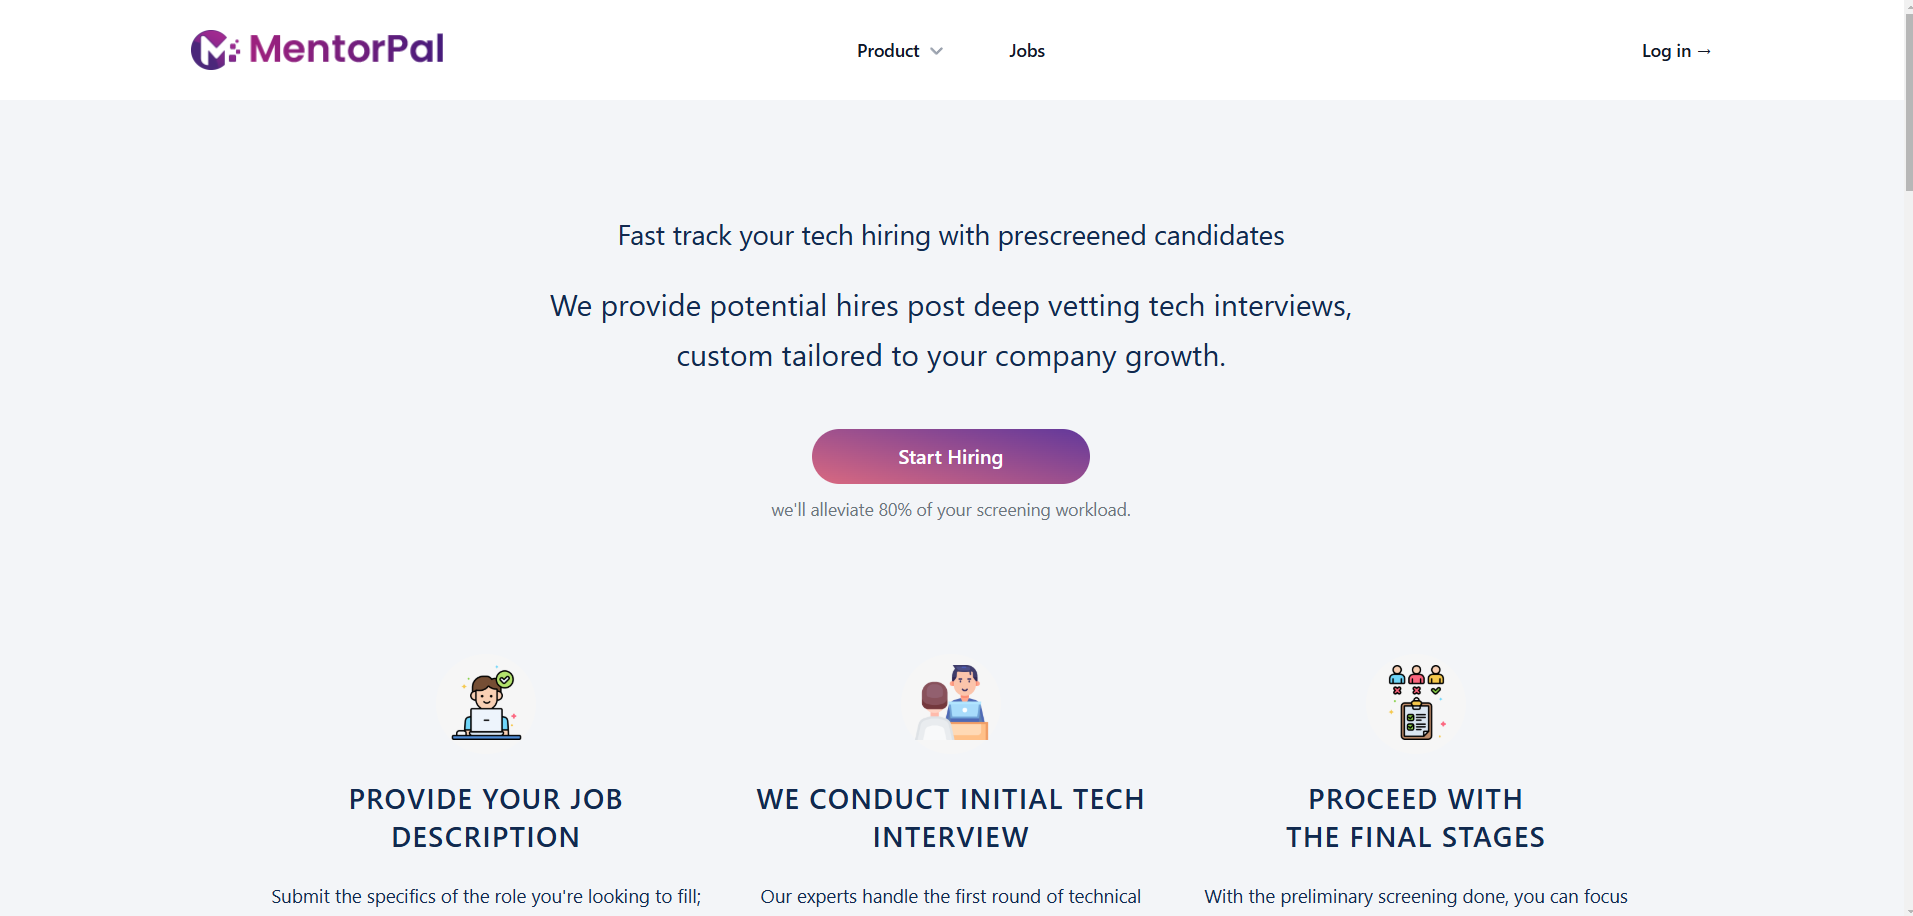 MentorPal
Product
Jobs
Log in →
Fast track your tech hiring with prescreened candidates
We provide potential hires post deep vetting tech interviews,
custom tailored to your company growth.
Start Hiring
we'll alleviate 80% of your screening workload.
PROVIDE YOUR JOB
DESCRIPTION
Submit the specifics of the role you're looking to fill;
WE CONDUCT INITIAL TECH
INTERVIEW
Our experts handle the first round of technical
PROCEED WITH
THE FINAL STAGES
With the preliminary screening done, you can focus